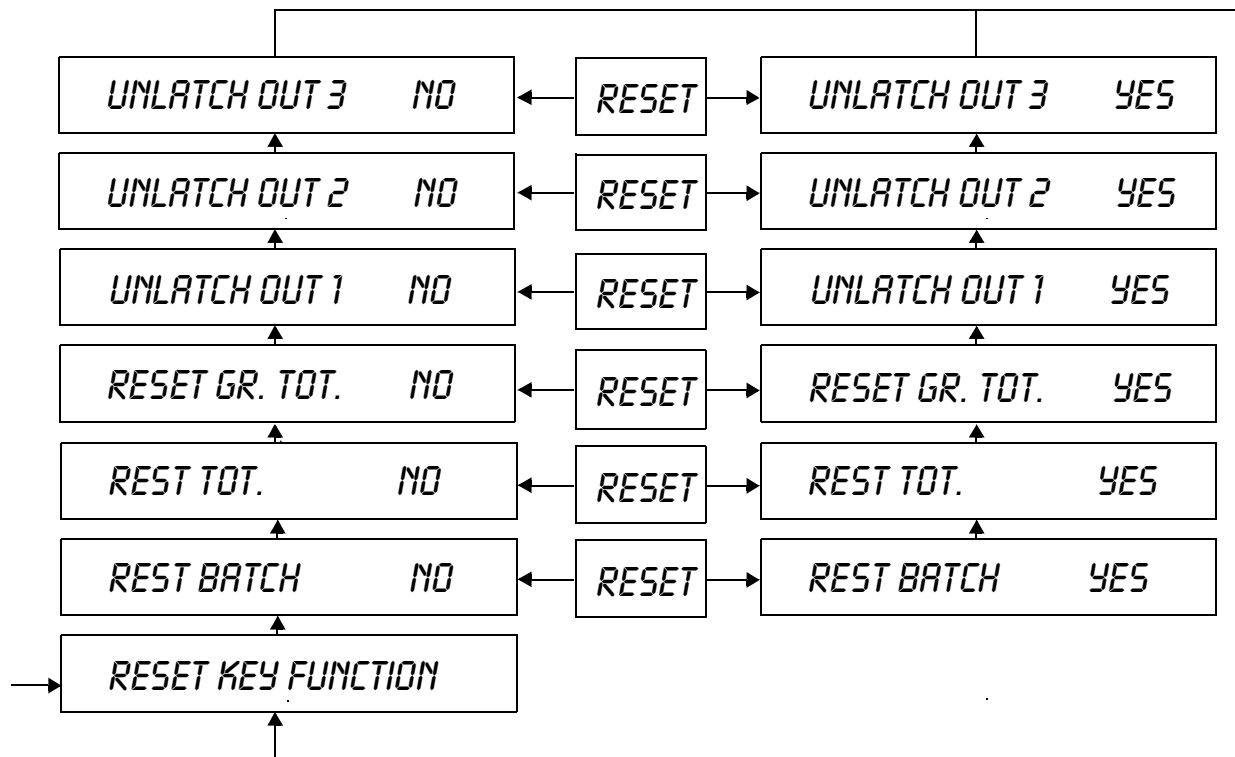 UNLATCH OUT 3 NO RESET UNLATCH OUT 3 YES
UNLATCH OUT 2 NO RESET UNLATCH OUT 2 YES
UNLATCH OUT 1 NO RESET UNLATCH OUT 1 YES
RESET GR. TOT. NO RESET RESET GR. TOT. YES
REST TOT. NO RESET REST TOT. YES
REST BATCH NO RESET REST BATCH YES
RESET KEY FUNCTION